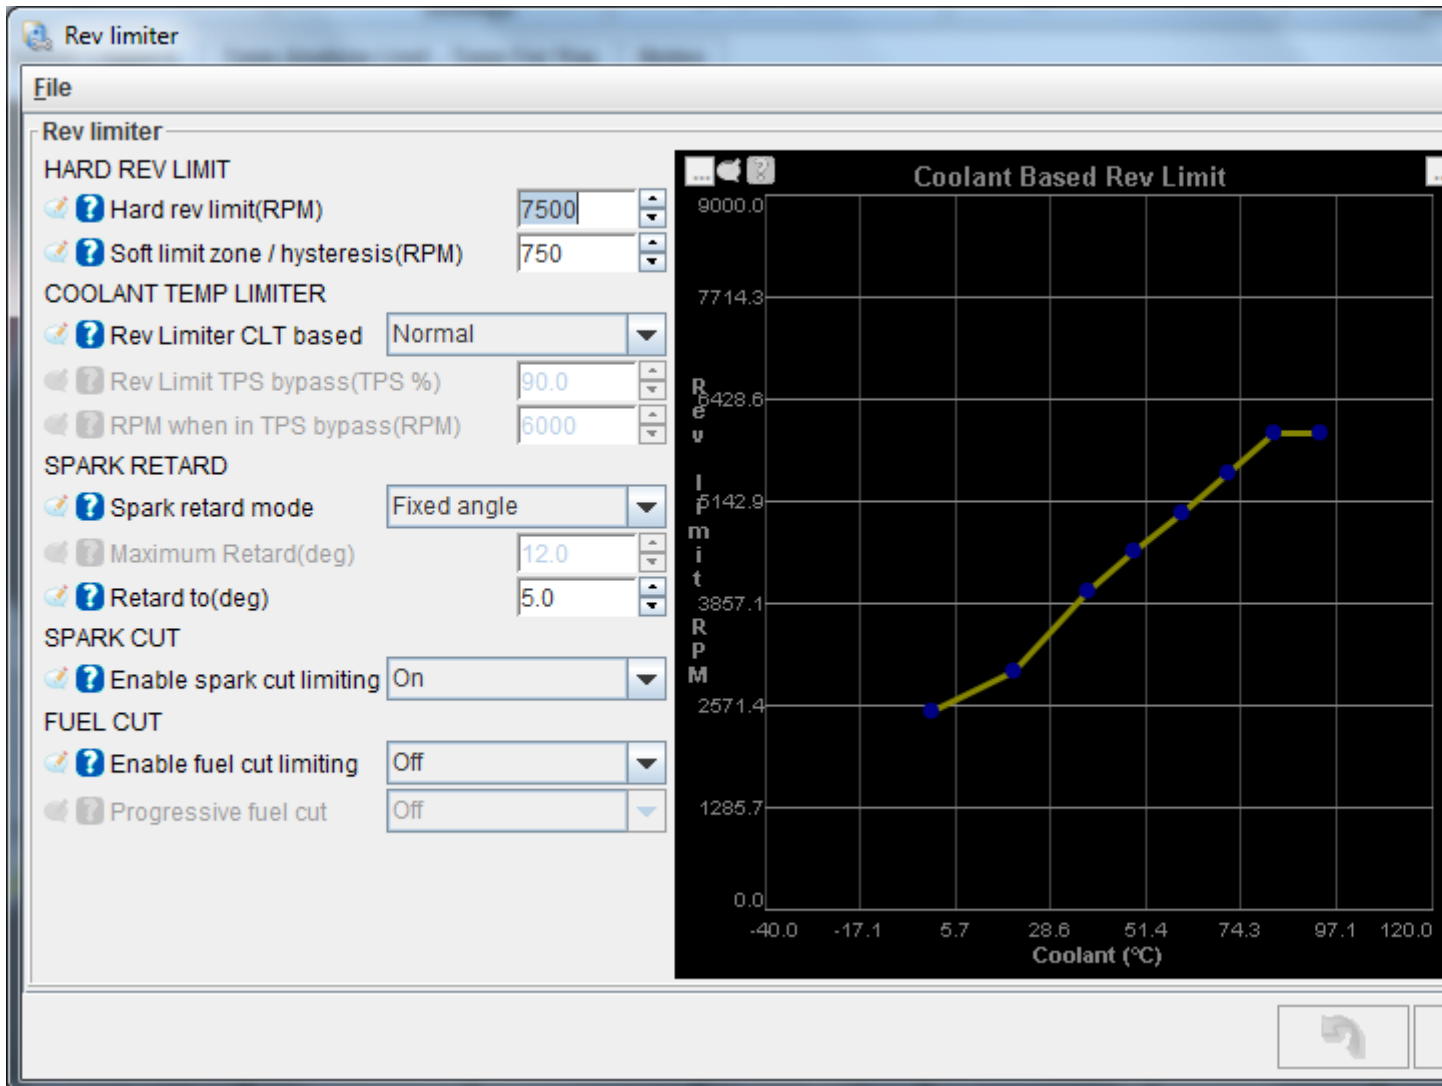 Rev limiter
File
Rev limiter
HARD REV LIMIT
Hard rev limit(RPM) 7500
Soft limit zone / hysteresis(RPM) 750
COOLANT TEMP LIMITER
Rev Limiter CLT based Normal
Rev Limit TPS bypass(TPS %) 90.0
RPM when in TPS bypass(RPM) 6000
SPARK RETARD
Spark retard mode Fixed angle
Maximum Retard(deg) 12.0
Retard to(deg) 5.0
SPARK CUT
Enable spark cut limiting On
FUEL CUT
Enable fuel cut limiting Off
Progressive fuel cut Off
... ?
Coolant Based Rev Limit
9000.0
7714.3
6428.6
5142.9
3857.1
2571.4
1285.7
0.0
Rev limit RPM
-40.0 -17.1 5.7 28.6 51.4 74.3 97.1 120.0
Coolant (°C)